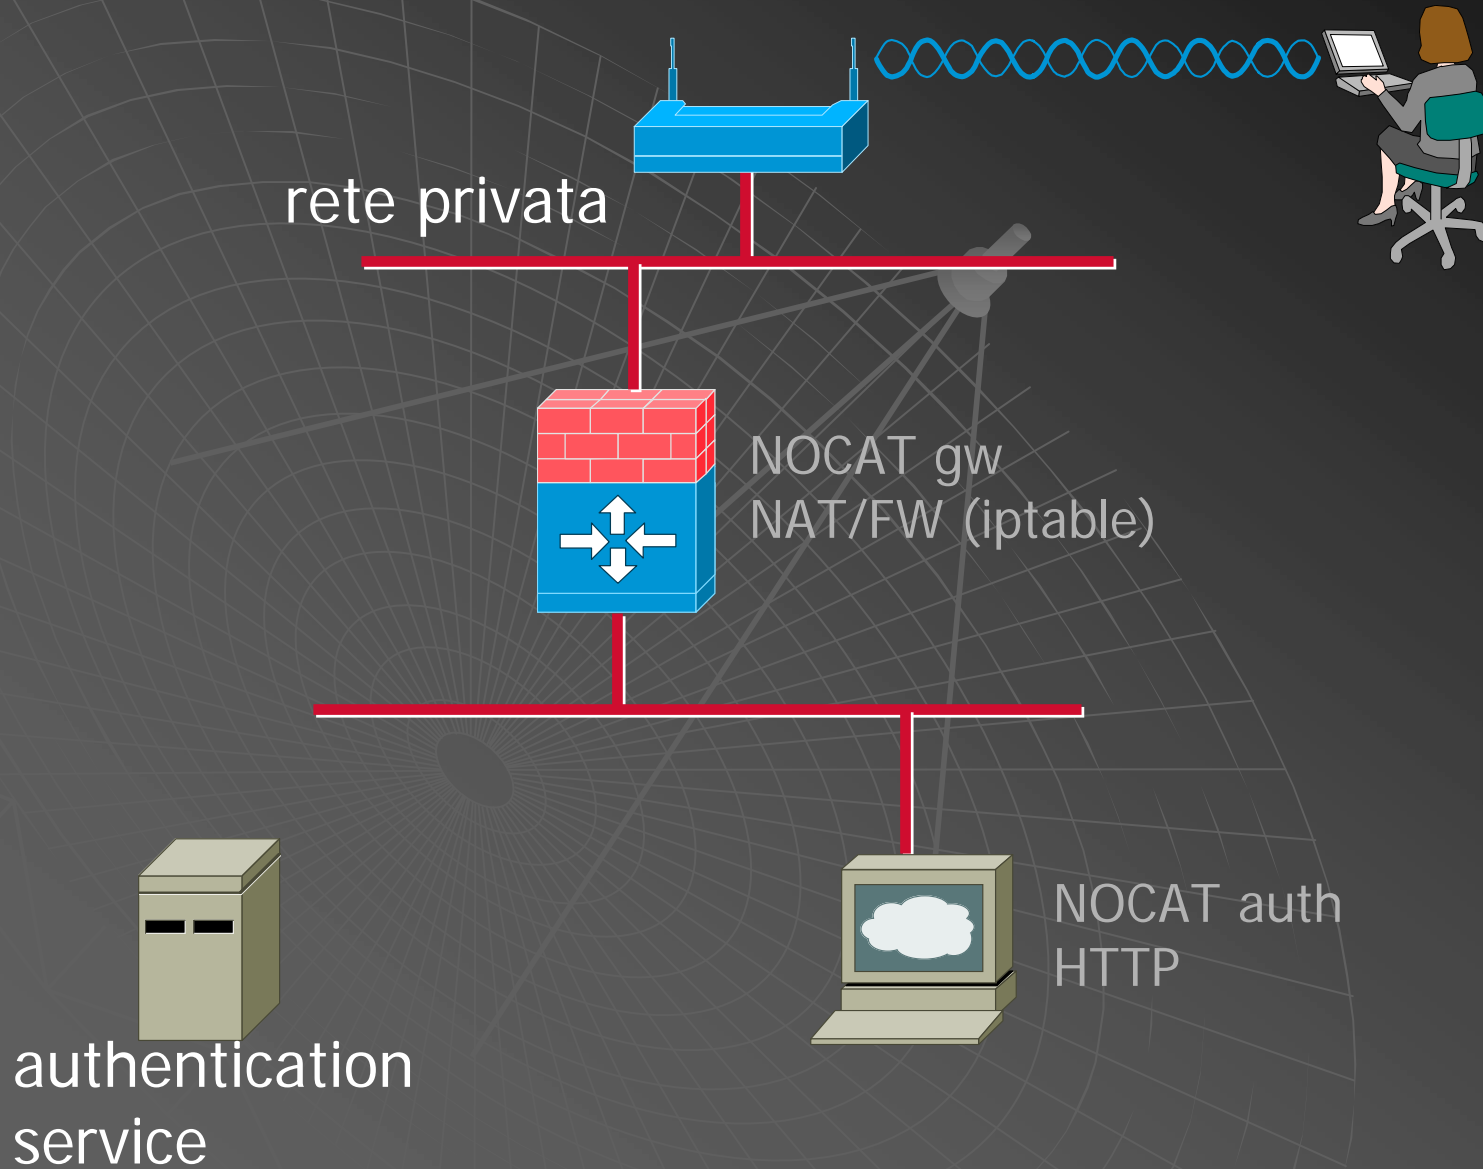 rete privata
NOCAT gw
NAT/FW (iptable)
NOCAT auth
HTTP
authentication
service